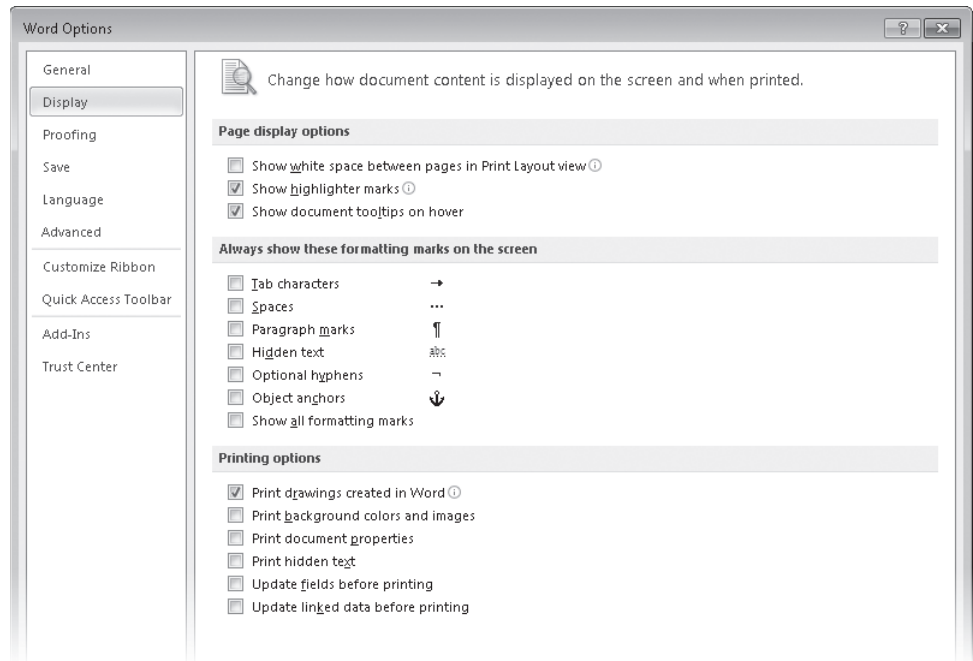 Word Options
General
Display
Proofing
Save
Language
Advanced
Customize Ribbon
Quick Access Toolbar
Add-Ins
Trust Center
Change how document content is displayed on the screen and when printed.
Page display options
Show white space between pages in Print Layout view
Show highlighter marks
Show document tooltips on hover
Always show these formatting marks on the screen
Tab characters →
Spaces ···
Paragraph marks ¶
Hidden text abc
Optional hyphens ¬
Object anchors
Show all formatting marks
Printing options
Print drawings created in Word
Print background colors and images
Print document properties
Print hidden text
Update fields before printing
Update linked data before printing